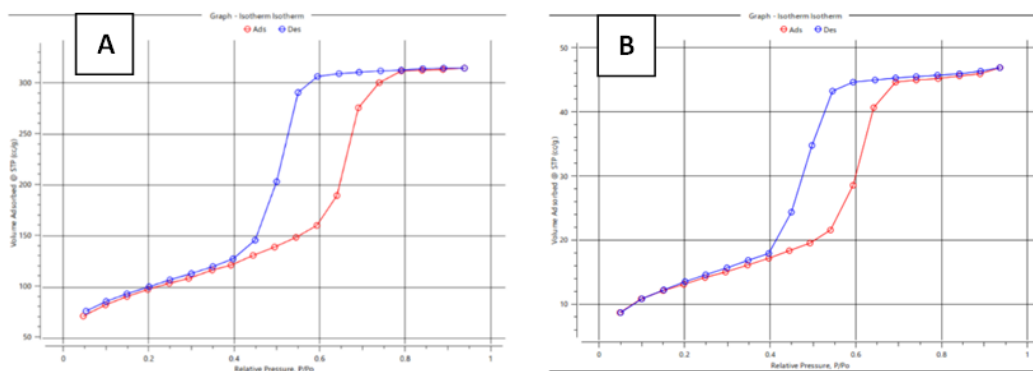 A
Graph - Isotherm Isotherm
Ads Des
Volume Adsorbed @ STP (cc/g)
300
250
200
150
100
50
0 0.2 0.4 0.6 0.8 1
Relative Pressure, P/Po
B
Graph - Isotherm Isotherm
Ads Des
Volume Adsorbed @ STP (cc/g)
50
40
30
20
10
0 0.2 0.4 0.6 0.8 1
Relative Pressure, P/Po